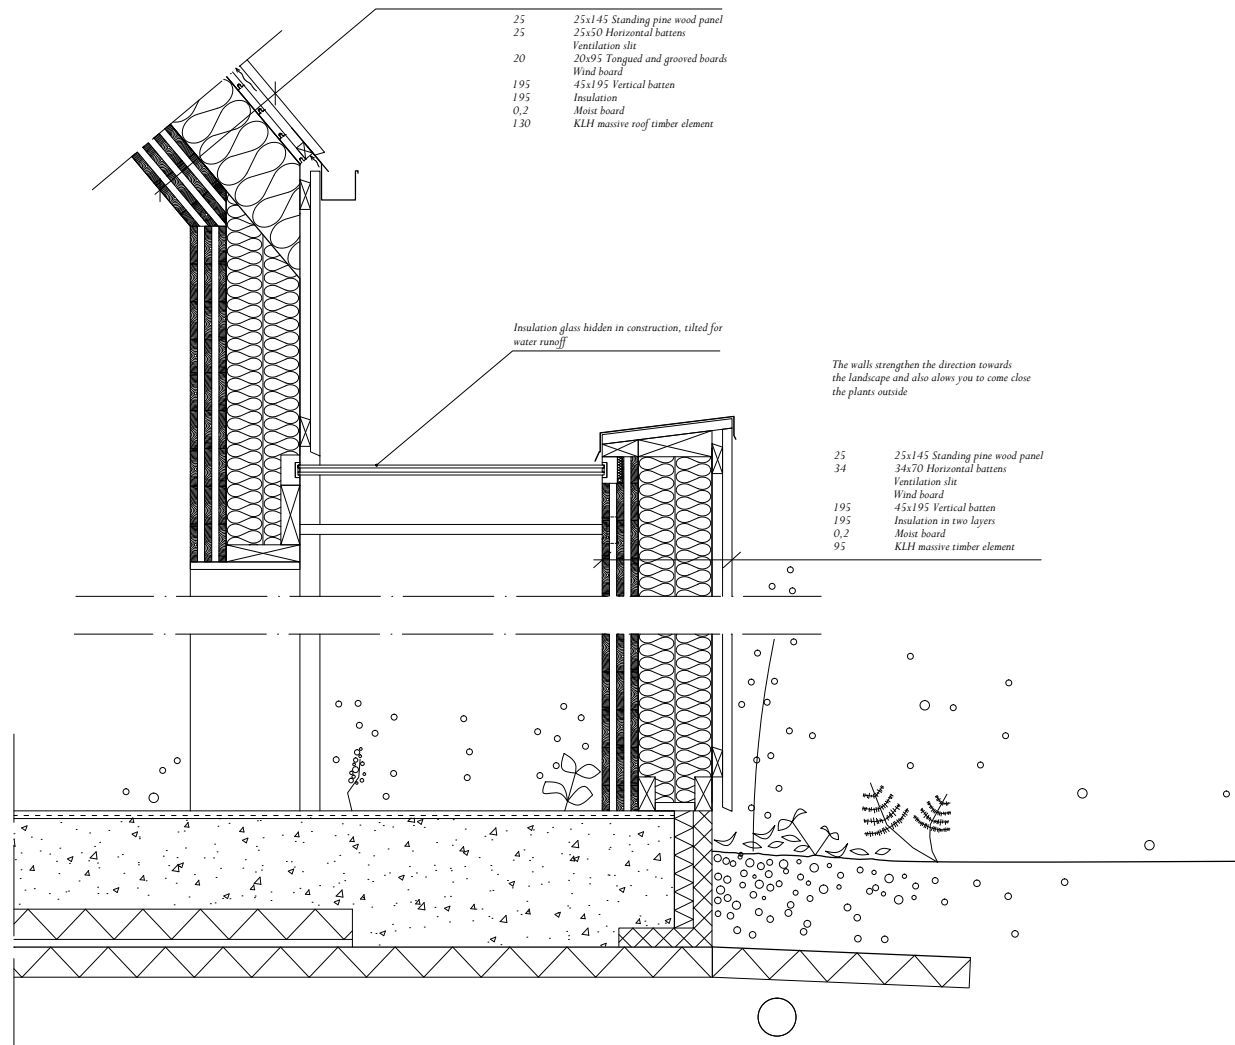 25 25x145 Standing pine wood panel
25 25x50 Horizontal battens
Ventilation slit
20 20x95 Tongued and grooved boards
Wind board
195 45x195 Vertical batten
195 Insulation
0,2 Moist board
130 KLH massive roof timber element
Insulation glass hidden in construction, tilted for
water runoff
The walls strengthen the direction towards
the landscape and also alows you to come close
the plants outside
25 25x145 Standing pine wood panel
34 34x70 Horizontal battens
Ventilation slit
Wind board
195 45x195 Vertical batten
195 Insulation in two layers
0,2 Moist board
95 KLH massive timber element